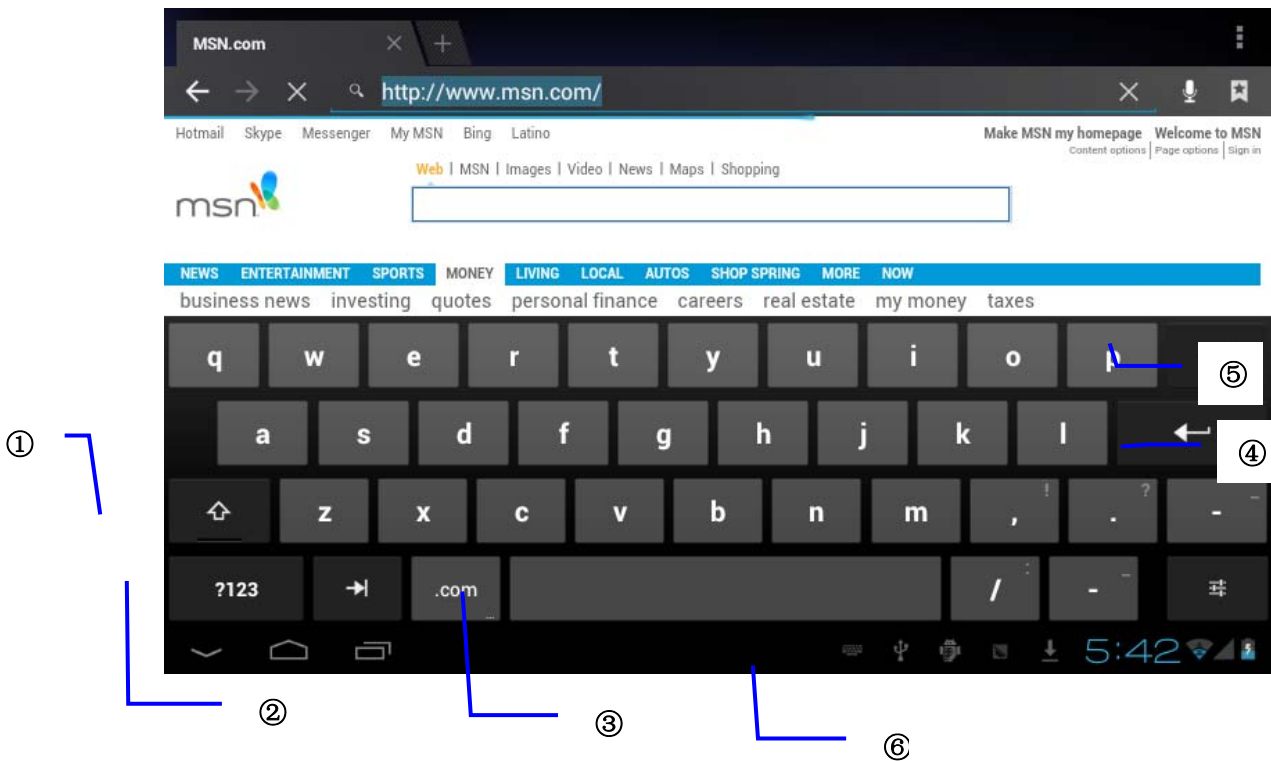 MSN.com
http://www.msn.com/
Hotmail Skype Messenger My MSN Bing Latino Make MSN my homepage Welcome to MSN
Content options | Page options | Sign in
Web | MSN | Images | Video | News | Maps | Shopping
msn
NEWS ENTERTAINMENT SPORTS MONEY LIVING LOCAL AUTOS SHOP SPRING MORE NOW
business news investing quotes personal finance careers real estate my money taxes
q w e r t y u i o p
⑤
① a s d f g h j k l
④
z x c v b n m , ! . ? - _
?123 .com ... / : - _
5:42
② ③ ⑥